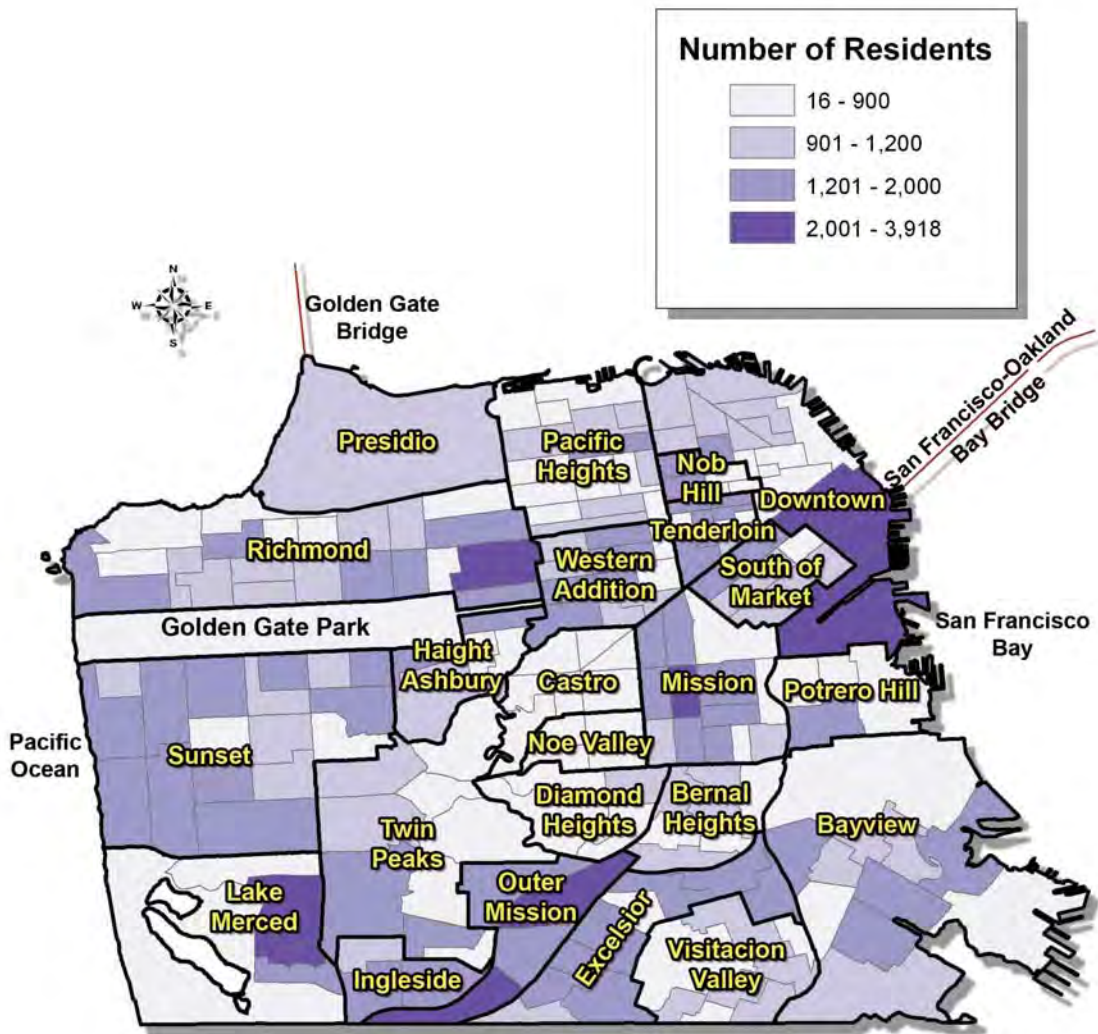 Number of Residents
16 - 900
901 - 1,200
1,201 - 2,000
2,001 - 3,918
N
W
E
S
Golden Gate
Bridge
San Francisco-Oakland
Bay Bridge
Presidio
Pacific
Heights
Nob
Hill
Downtown
Tenderloin
Richmond
Western
Addition
South of
Market
Golden Gate Park
San Francisco
Bay
Haight
Ashbury
Castro
Mission
Potrero Hill
Pacific
Ocean
Sunset
Noe Valley
Diamond
Heights
Bernal
Heights
Bayview
Twin
Peaks
Lake
Merced
Outer
Mission
Excelsior
Visitacion
Valley
Ingleside